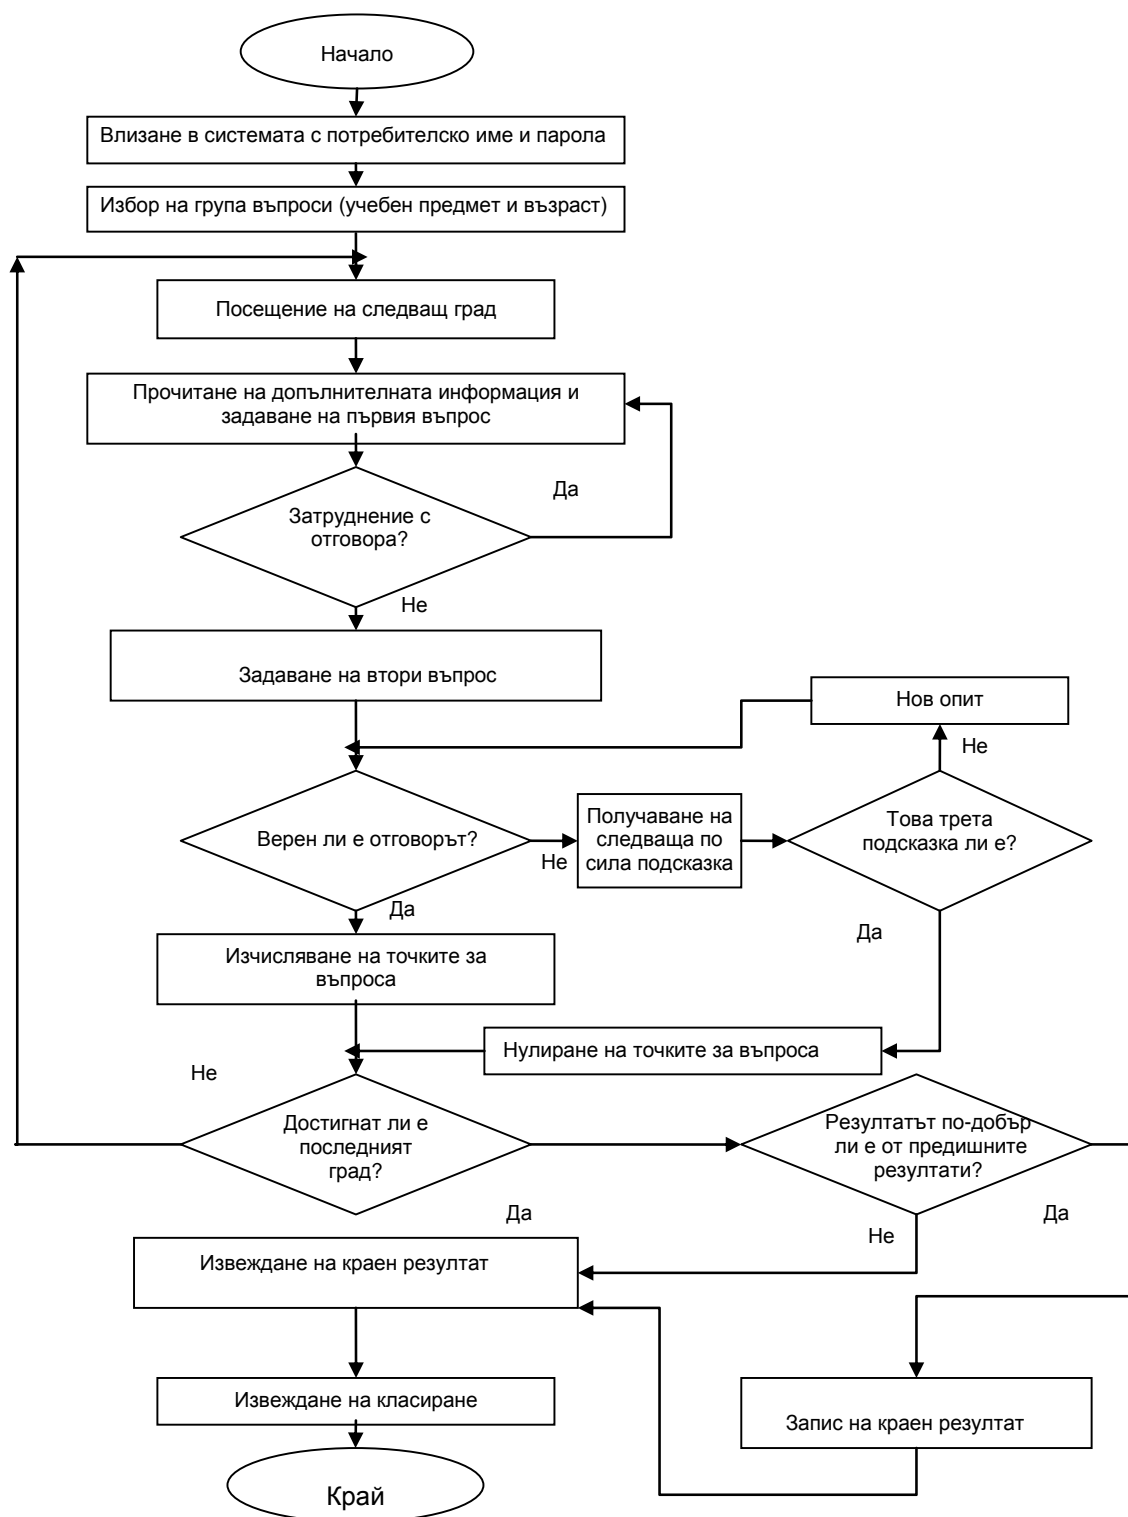 Начало
Влизане в системата с потребителско име и парола
Избор на група въпроси (учебен предмет и възраст)
Посещение на следващ град
Прочитане на допълнителната информация и
задаване на първия въпрос
Да
Затруднение с
отговора?
Не
Задаване на втори въпрос
Нов опит
Не
Верен ли е отговорът?
Не
Получаване на
следваща по
сила подсказка
Това трета
подсказка ли е?
Да
Да
Изчисляване на точките за
въпроса
Нулиране на точките за въпроса
Не
Достигнат ли е
последният
град?
Да
Резултатът по-добър
ли е от предишните
резултати?
Не
Да
Извеждане на краен резултат
Извеждане на класиране
Запис на краен резултат
Край